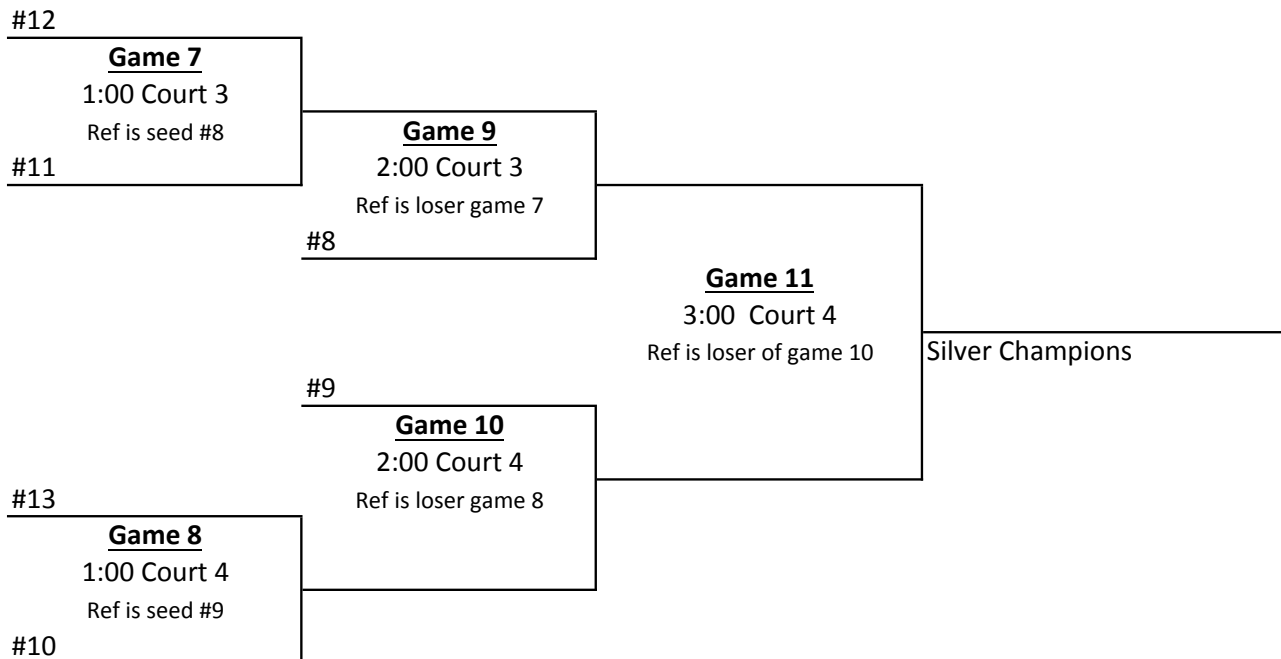 #12
Game 7
1:00 Court 3
Ref is seed #8
#11
Game 9
2:00 Court 3
Ref is loser game 7
#8
Game 11
3:00 Court 4
Ref is loser of game 10
Silver Champions
#9
Game 10
2:00 Court 4
Ref is loser game 8
#13
Game 8
1:00 Court 4
Ref is seed #9
#10